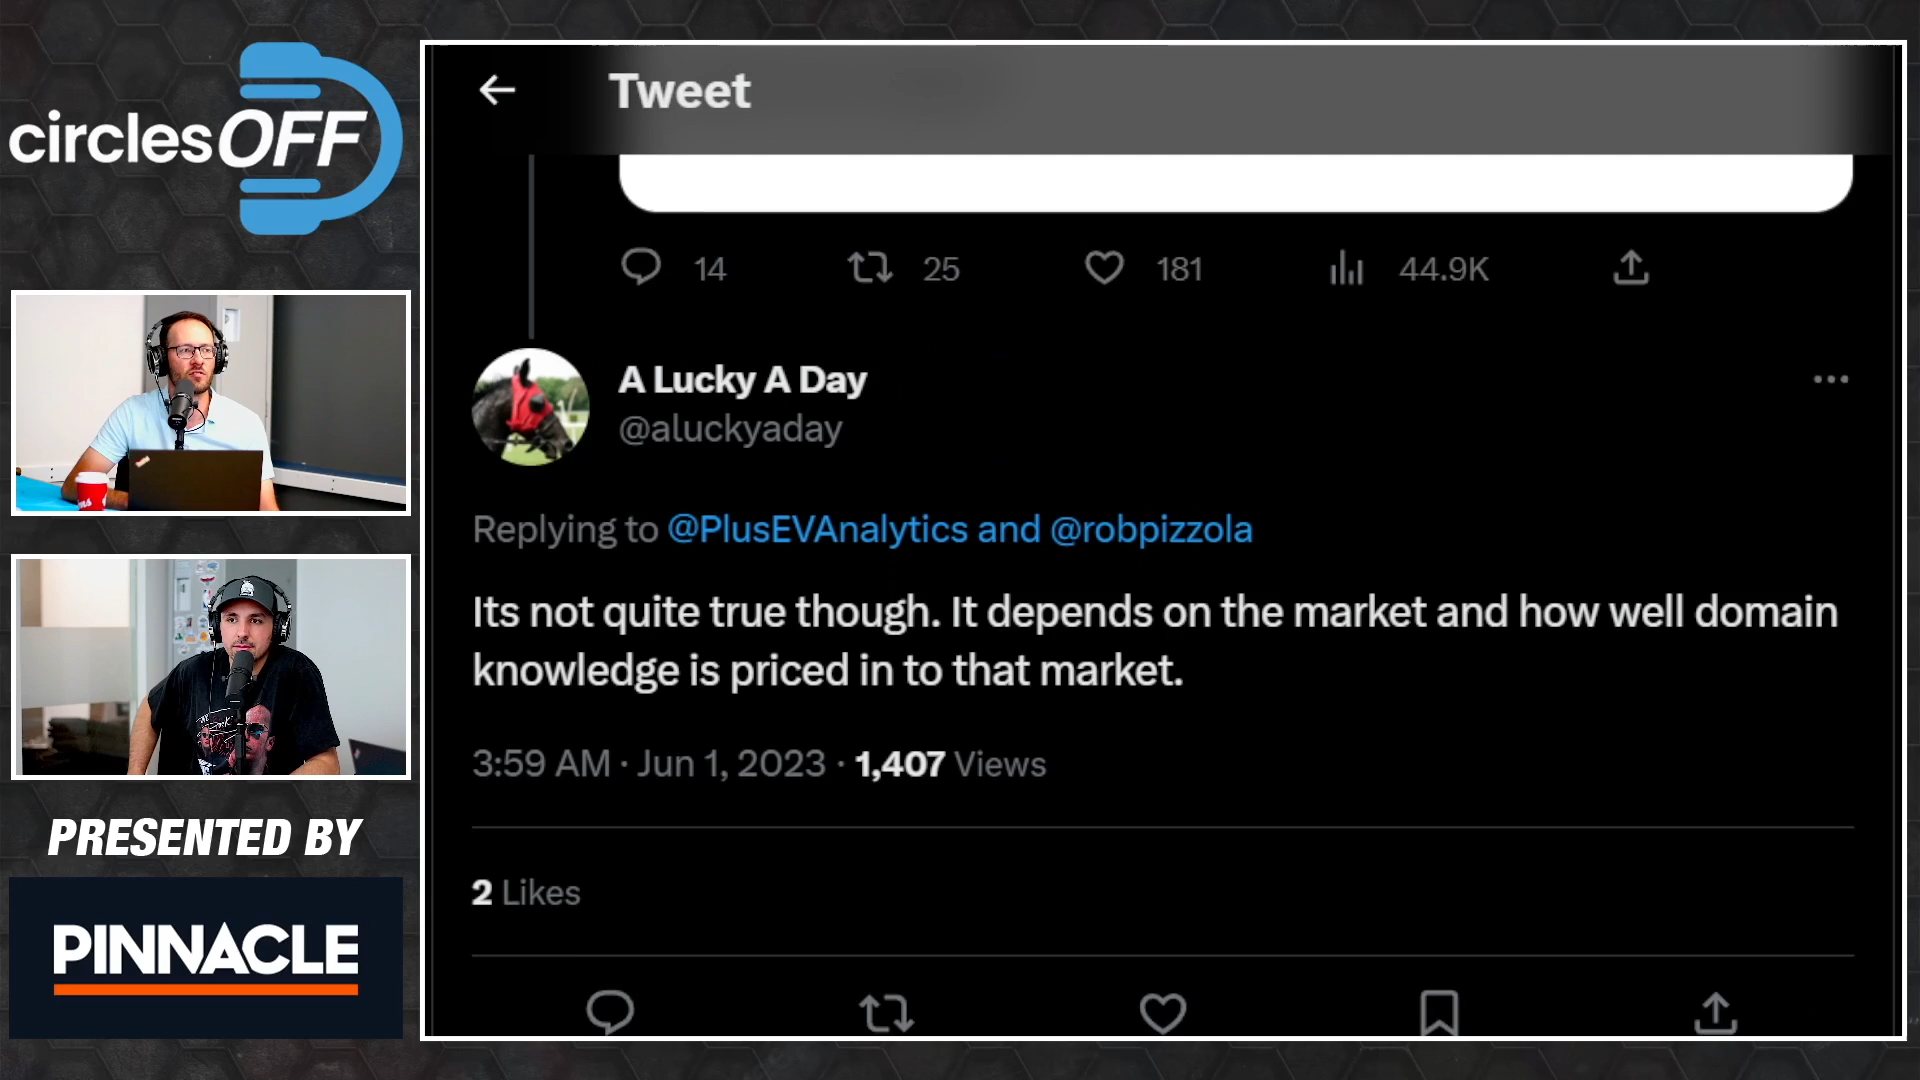 circlesOFF
PRESENTED BY
PINNACLE
Tweet
14 25 181 44.9K
A Lucky A Day
@aluckyaday
Replying to @PlusEVAnalytics and @robpizzola
Its not quite true though. It depends on the market and how well domain
knowledge is priced in to that market.
3:59 AM · Jun 1, 2023 · 1,407 Views
2 Likes